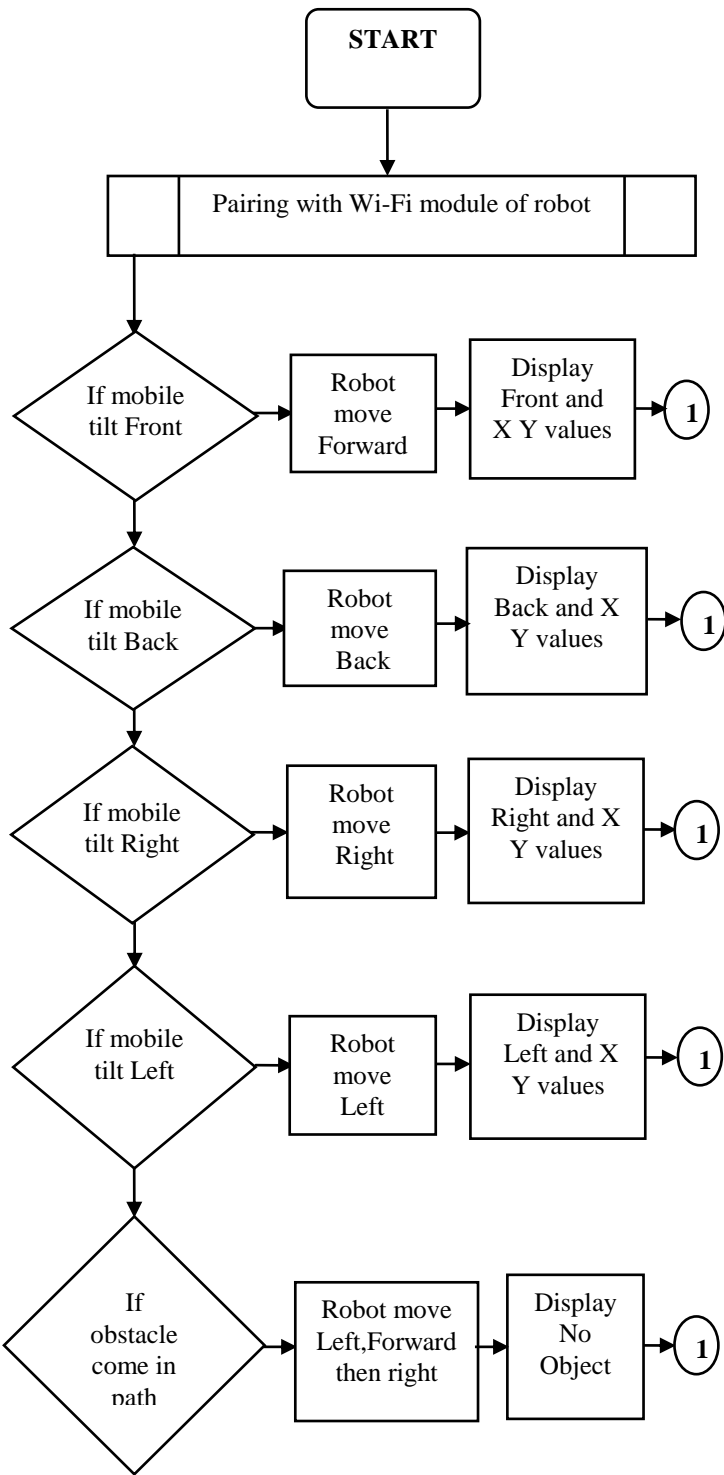 START
Pairing with Wi-Fi module of robot
If mobile
tilt Front
Robot
move
Forward
Display
Front and
X Y values
1
If mobile
tilt Back
Robot
move
Back
Display
Back and X
Y values
1
If mobile
tilt Right
Robot
move
Right
Display
Right and X
Y values
1
If mobile
tilt Left
Robot
move
Left
Display
Left and X
Y values
1
If
obstacle
come in
path
Robot move
Left,Forward
then right
Display
No
Object
1